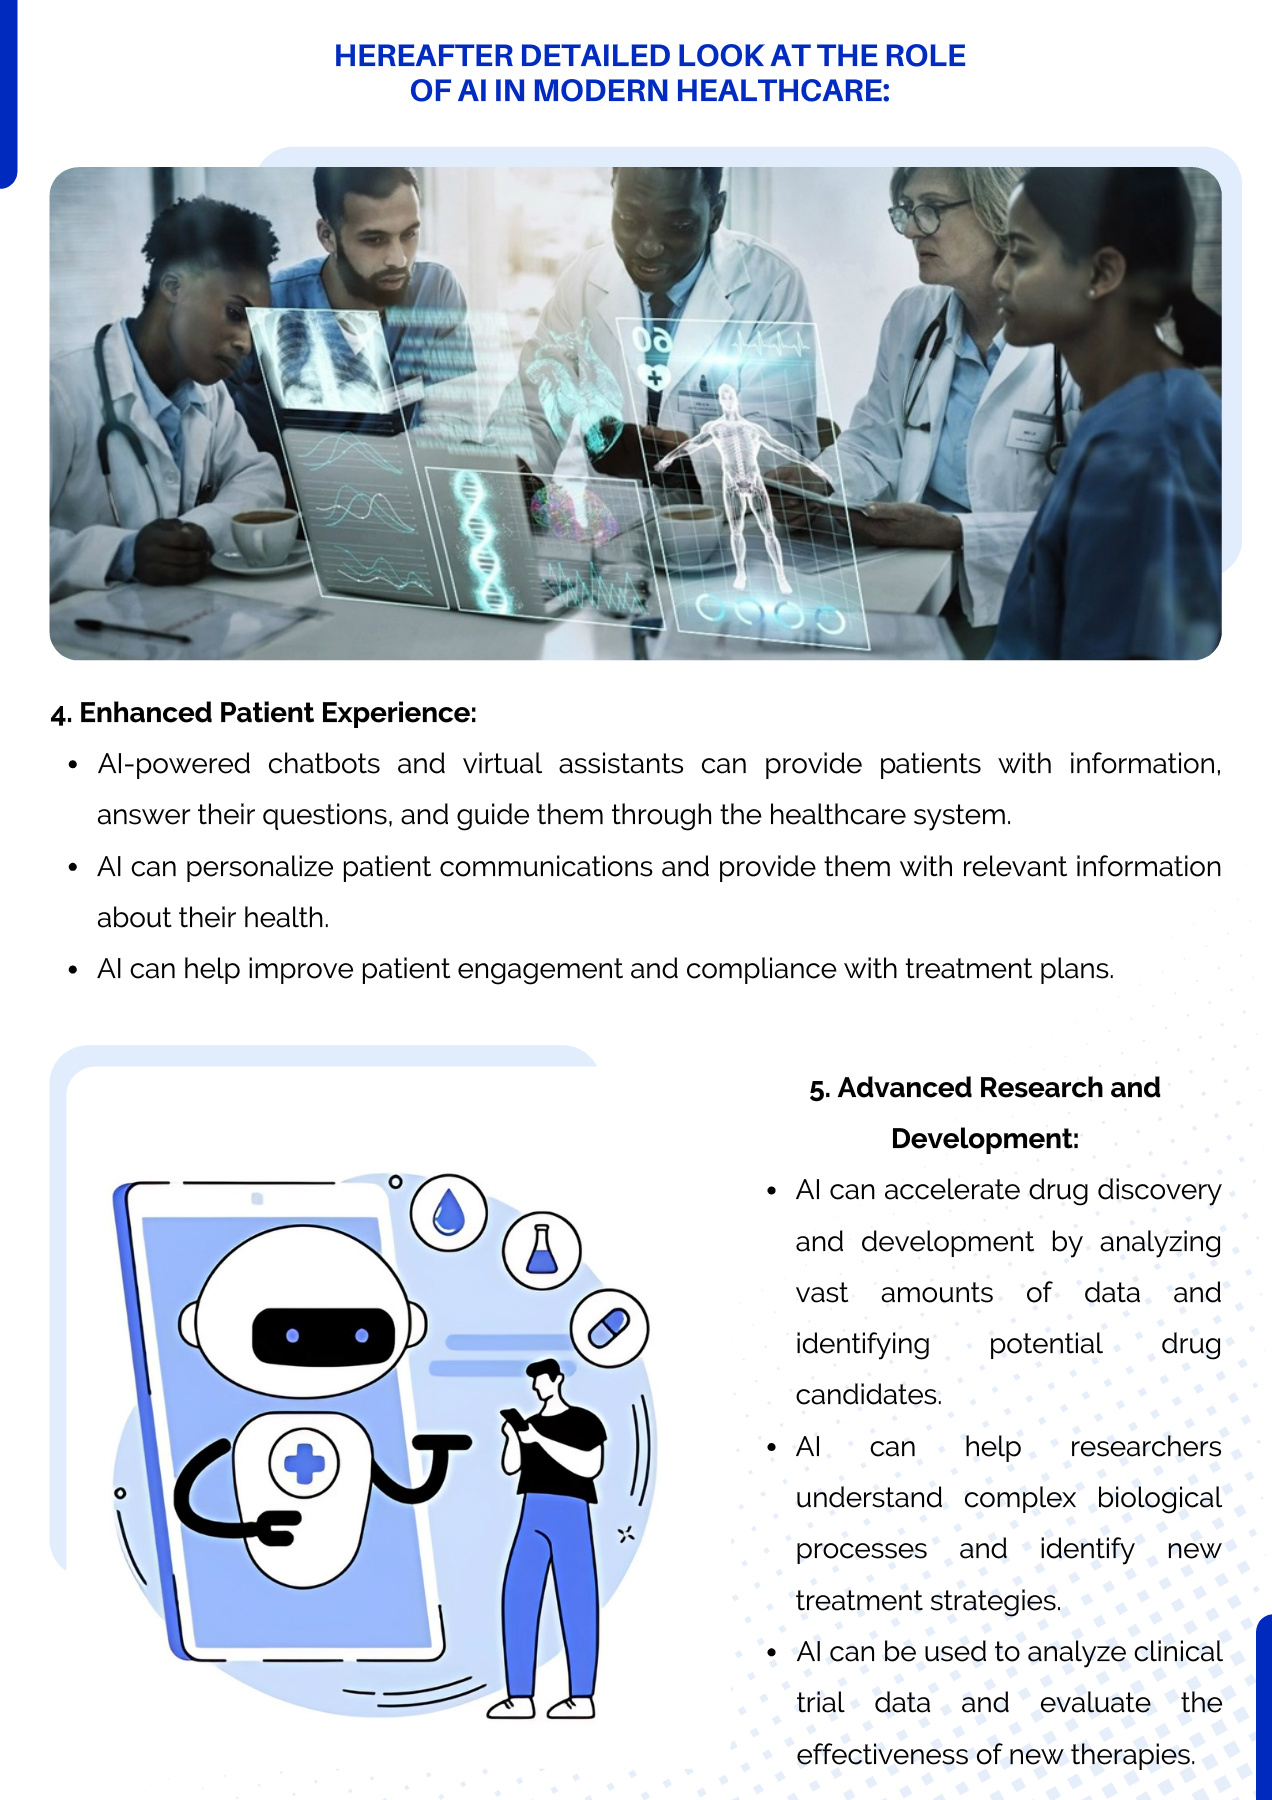 HEREAFTER DETAILED LOOK AT THE ROLE
OF AI IN MODERN HEALTHCARE:
60
4. Enhanced Patient Experience:
• AI-powered chatbots and virtual assistants can provide patients with information,
answer their questions, and guide them through the healthcare system.
• AI can personalize patient communications and provide them with relevant information
about their health.
• AI can help improve patient engagement and compliance with treatment plans.
5. Advanced Research and
Development:
• AI can accelerate drug discovery
and development by analyzing
vast amounts of data and
identifying potential drug
candidates.
• AI can help researchers
understand complex biological
processes and identify new
treatment strategies.
• AI can be used to analyze clinical
trial data and evaluate the
effectiveness of new therapies.